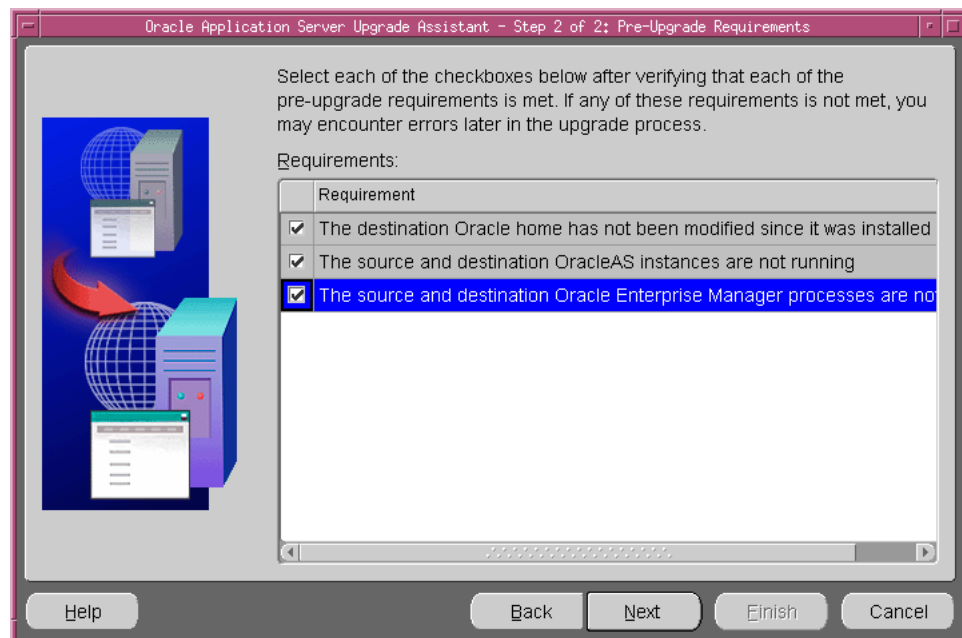 Oracle Application Server Upgrade Assistant - Step 2 of 2: Pre-Upgrade Requirements
Select each of the checkboxes below after verifying that each of the
pre-upgrade requirements is met. If any of these requirements is not met, you
may encounter errors later in the upgrade process.
Requirements:
Requirement
The destination Oracle home has not been modified since it was installed
The source and destination OracleAS instances are not running
The source and destination Oracle Enterprise Manager processes are no
Help
Back
Next
Finish
Cancel